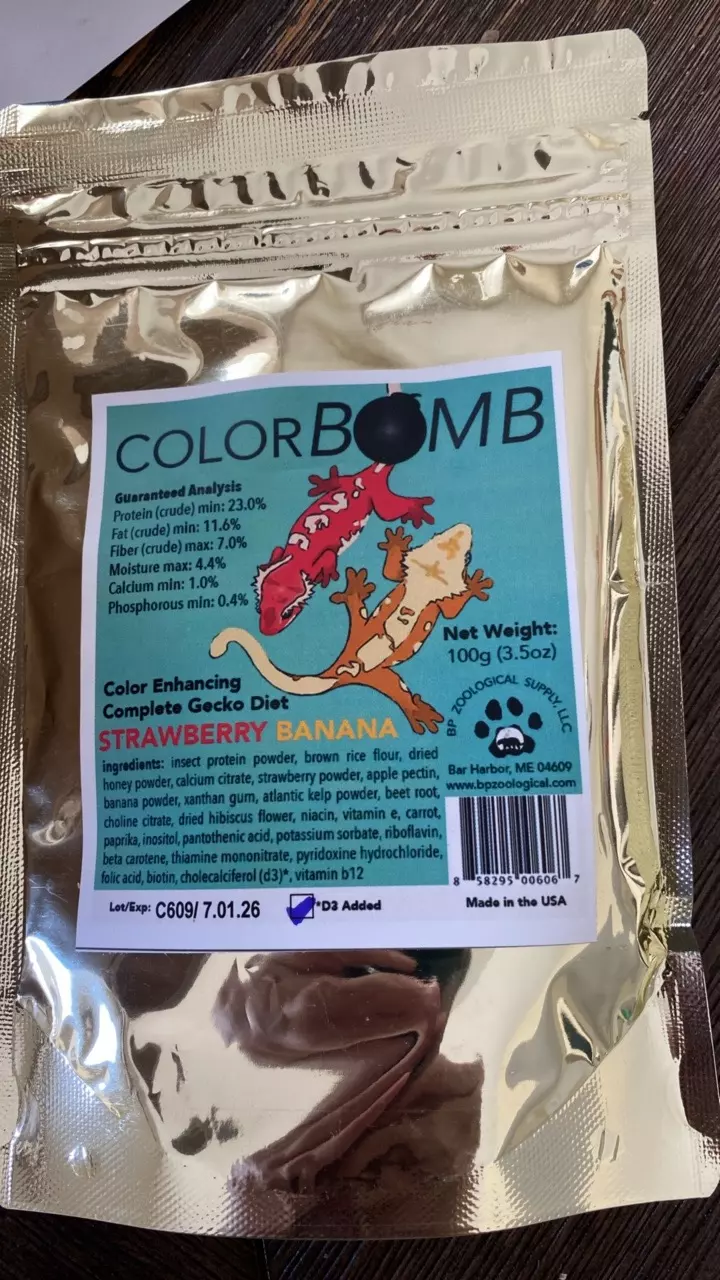 COLORBOMB
Guaranteed Analysis
Protein (crude) min: 23.0%
Fat (crude) min: 11.6%
Fiber (crude) max: 7.0%
Moisture max: 4.4%
Calcium min: 1.0%
Phosphorous min: 0.4%
Net Weight:
100g (3.5oz)
Color Enhancing
Complete Gecko Diet
STRAWBERRY BANANA
ingredients: insect protein powder, brown rice flour, dried
honey powder, calcium citrate, strawberry powder, apple pectin,
banana powder, xanthan gum, atlantic kelp powder, beet root,
choline citrate, dried hibiscus flower, niacin, vitamin e, carrot,
paprika, inositol, pantothenic acid, potassium sorbate, riboflavin,
beta carotene, thiamine mononitrate, pyridoxine hydrochloride,
folic acid, biotin, cholecalciferol (d3)*, vitamin b12
BP ZOOLOGICAL SUPPLY, LLC
Bar Harbor, ME 04609
www.bpzoological.com
8 58295 00606 7
Made in the USA
Lot/Exp: C609/ 7.01.26
*D3 Added